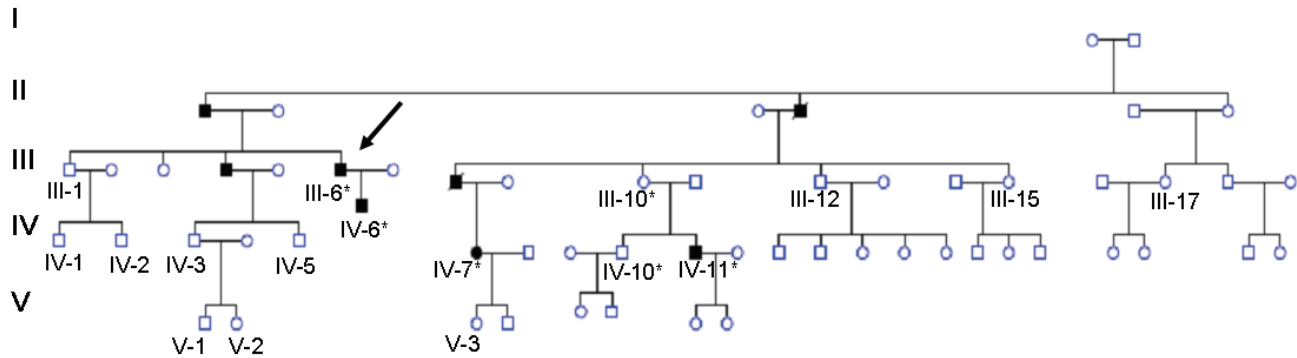 I
II
III
III-1 III-6* III-10* III-12 III-15 III-17
IV
IV-6*
IV-1 IV-2 IV-3 IV-5 IV-7* IV-10* IV-11*
V
V-1 V-2 V-3